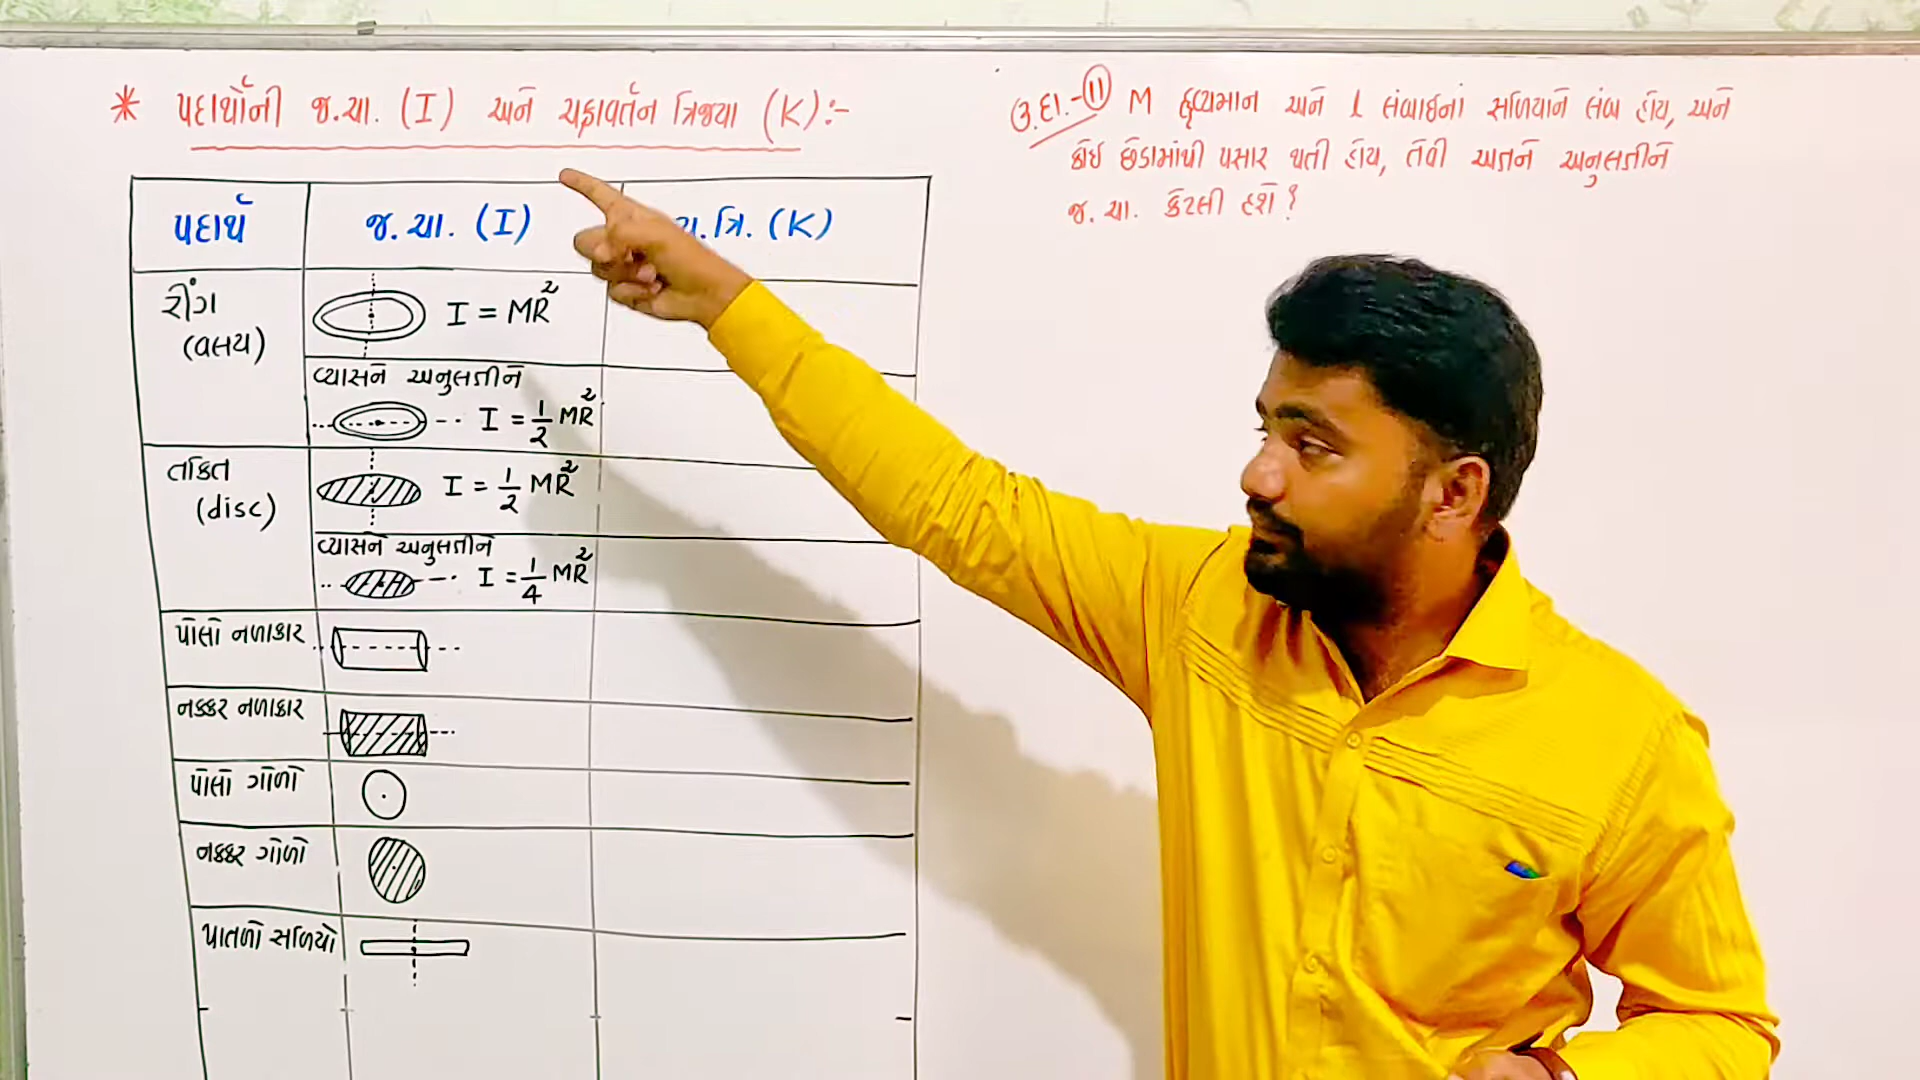 * પદાર્થોની જ.ચા. (I) અને ચક્રાવર્તન ત્રિજ્યા (K):-
પદાર્થ
જ.ચા. (I)
ચ.ત્રિ. (K)
રીંગ
(વલય)
I = MR²
વ્યાસને અનુલક્ષીને
I = 1/2 MR²
તકિત
(disc)
I = 1/2 MR²
વ્યાસને અનુલક્ષીને
I = 1/4 MR²
પોલો નળાકાર
નક્કર નળાકાર
પોલો ગોળો
નક્કર ગોળો
પાતળો સળિયો
ઉ.દા.-11 M દ્રવ્યમાન અને l લંબાઈનાં સળિયાને લંબ હોય, અને
કોઈ છેડામાંથી પસાર થતી હોય, તેવી અક્ષને અનુલક્ષીને
જ. ચા. કેટલી હશે?